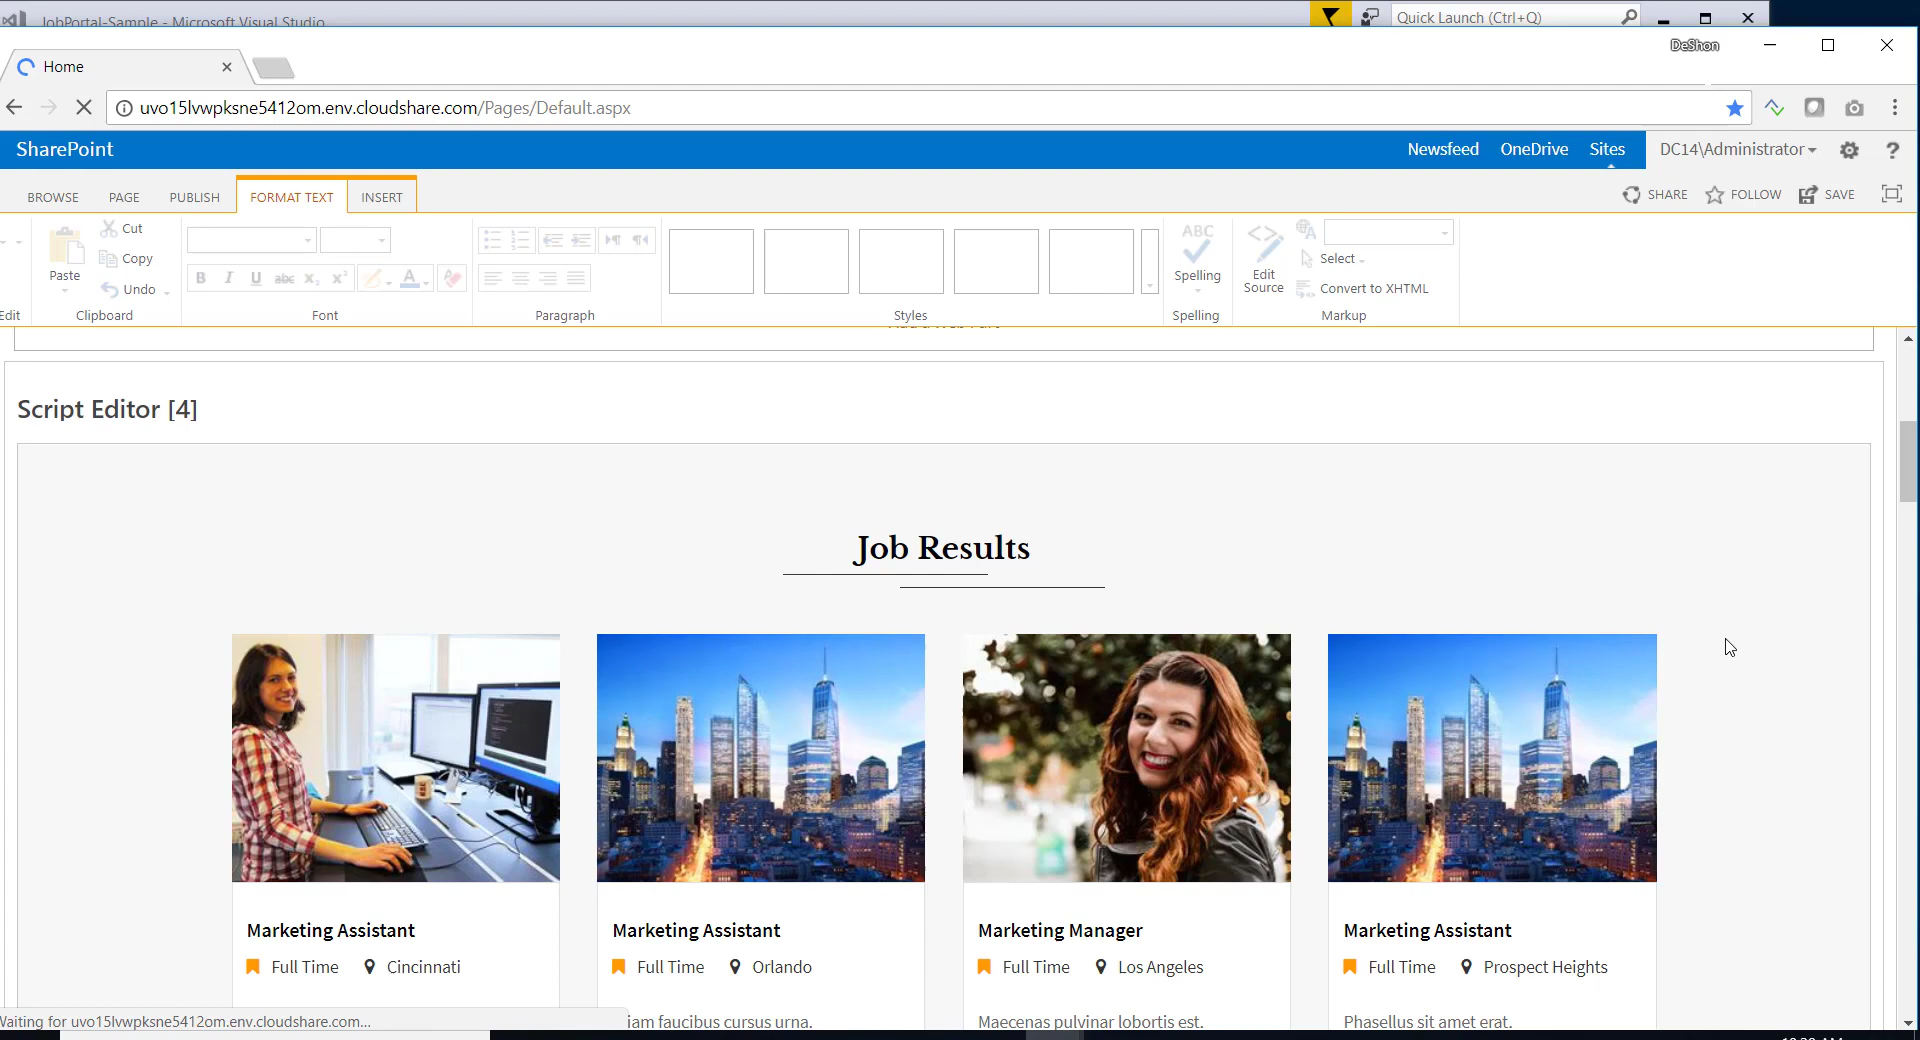 JobPortal-Sample - Microsoft Visual Studio
Quick Launch (Ctrl+Q)
DeShon
Home
uvo15lvwpksne5412om.env.cloudshare.com/Pages/Default.aspx
SharePoint
Newsfeed OneDrive Sites DC14\Administrator ?
BROWSE PAGE PUBLISH FORMAT TEXT INSERT
SHARE FOLLOW SAVE
Cut
Copy
Undo
Paste
B I U abc x₂ x² A
ABC
Spelling
Edit
Source
Select
Convert to XHTML
Edit Clipboard Font Paragraph Styles Spelling Markup
Script Editor [4]
Job Results
Marketing Assistant
Full Time Cincinnati
Marketing Assistant
Full Time Orlando
iam faucibus cursus urna.
Marketing Manager
Full Time Los Angeles
Maecenas pulvinar lobortis est.
Marketing Assistant
Full Time Prospect Heights
Phasellus sit amet erat.
Waiting for uvo15lvwpksne5412om.env.cloudshare.com...